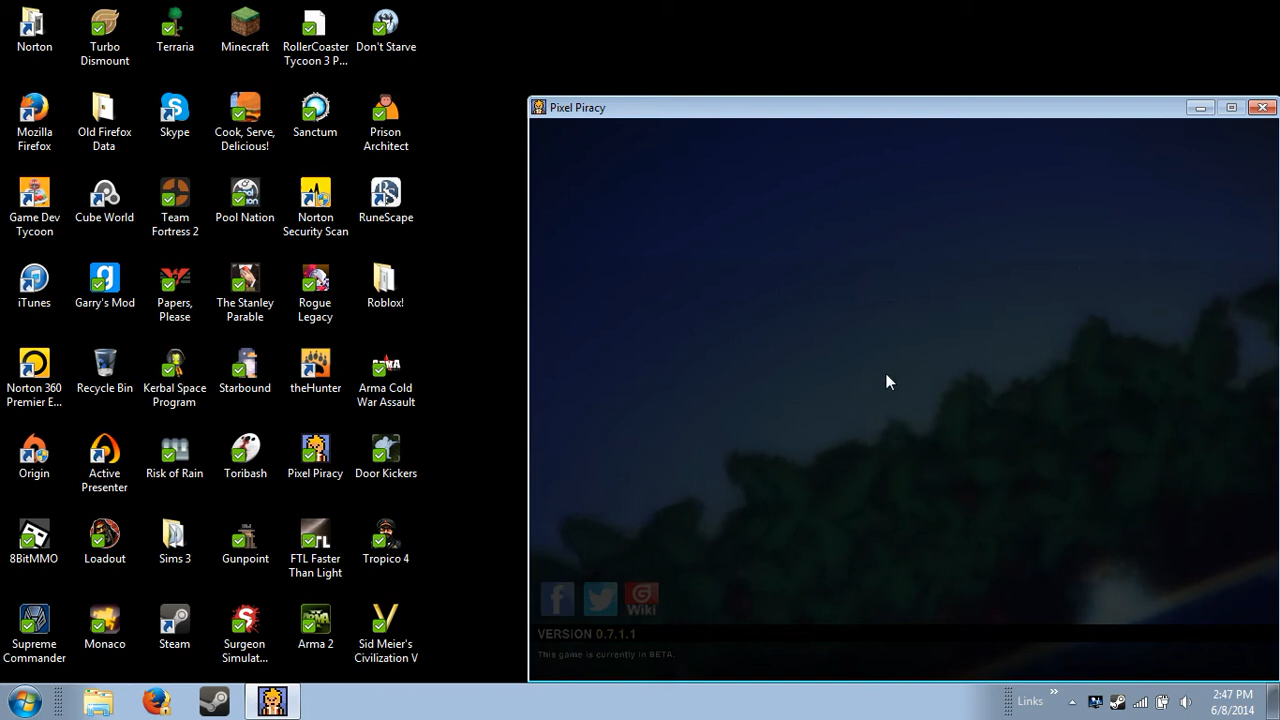 Norton
Turbo
Dismount
Terraria
Minecraft
RollerCoaster
Tycoon 3 P...
Don't Starve
Mozilla
Firefox
Old Firefox
Data
Skype
Cook, Serve,
Delicious!
Sanctum
Prison
Architect
Game Dev
Tycoon
Cube World
Team
Fortress 2
Pool Nation
Norton
Security Scan
RuneScape
iTunes
Garry's Mod
Papers,
Please
The Stanley
Parable
Rogue
Legacy
Roblox!
Norton 360
Premier E...
Recycle Bin
Kerbal Space
Program
Starbound
theHunter
ARMA
Arma Cold
War Assault
Origin
Active
Presenter
Risk of Rain
Toribash
Pixel Piracy
Door Kickers
8BitMMO
Loadout
Sims 3
Gunpoint
FTL Faster
Than Light
Tropico 4
Supreme
Commander
Monaco
Steam
Surgeon
Simulat...
Arma 2
Sid Meier's
Civilization V
Pixel Piracy
G
Wiki
VERSION 0.7.1.1
This game is currently in BETA.
Links
2:47 PM
6/8/2014